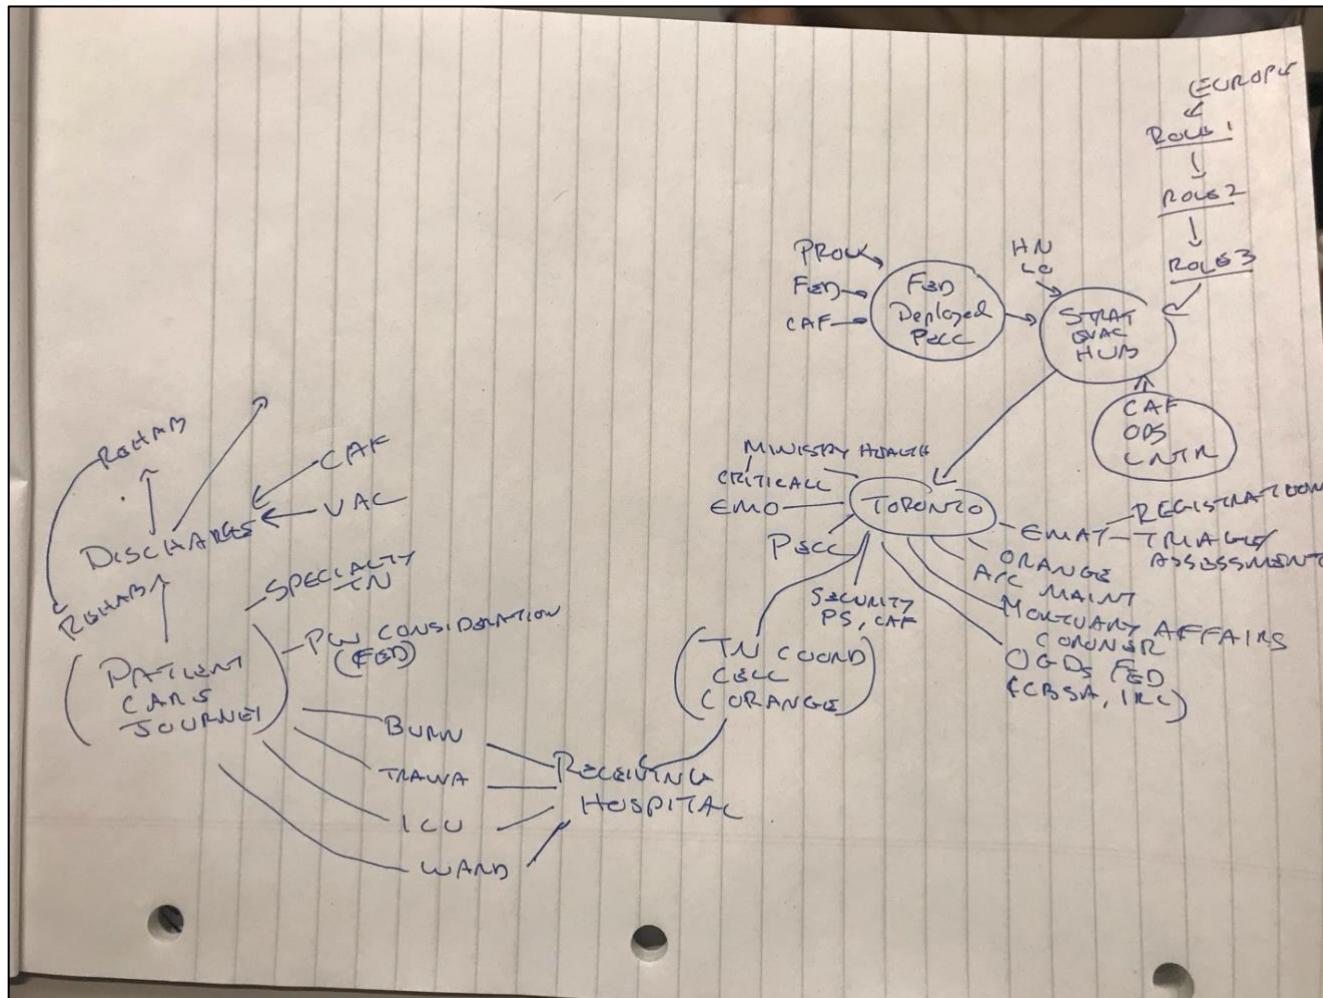 EUROPE
ROLE 1
ROLE 2
ROLE 3
PROV
FED
CAF
FED
Deployed
PECC
HN
LO
STRAT
EVAC
HUB
CAF
OPS
CNTR
MINISTRY HEALTH
CRITICALL
EMO
PECC
TORONTO
SECURITY
PS, CAF
EMAT
REGISTRATION
TRIAGE/
ASSESSMENT
ORANGE
A/C MAINT
MORTUARY AFFAIRS
CORONER
OGDs FED
(CBSA, IRC)
(TN COORD
CELL
ORANGE)
RECEIVING
HOSPITAL
BURN
TRAUMA
ICU
WARD
(PATIENT
CARE
JOURNEY)
SPECIALTY
TN
PW CONSIDERATION
(FED)
REHAB
DISCHARGES
CAF
VAC
REHAB